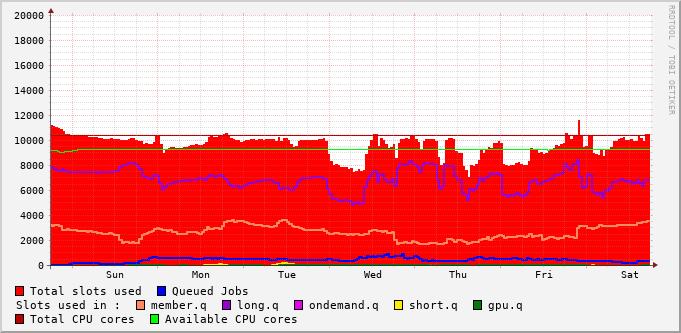 20000
18000
16000
14000
12000
10000
8000
6000
4000
2000
0
Sun Mon Tue Wed Thu Fri Sat
RRDTOOL / TOBI OETIKER
Total slots used Queued Jobs
Slots used in : member.q long.q ondemand.q short.q gpu.q
Total CPU cores Available CPU cores